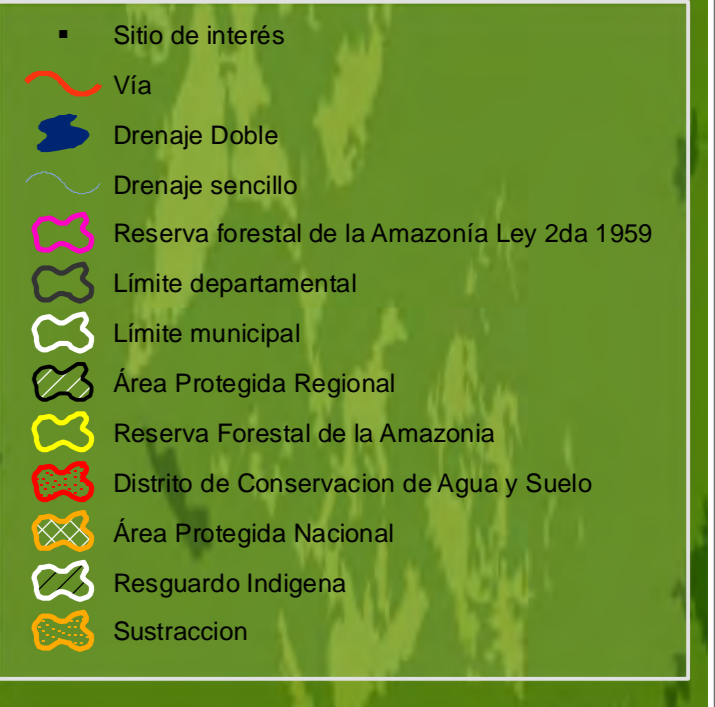 Sitio de interés
Vía
Drenaje Doble
Drenaje sencillo
Reserva forestal de la Amazonía Ley 2da 1959
Límite departamental
Límite municipal
Área Protegida Regional
Reserva Forestal de la Amazonia
Distrito de Conservacion de Agua y Suelo
Área Protegida Nacional
Resguardo Indigena
Sustraccion